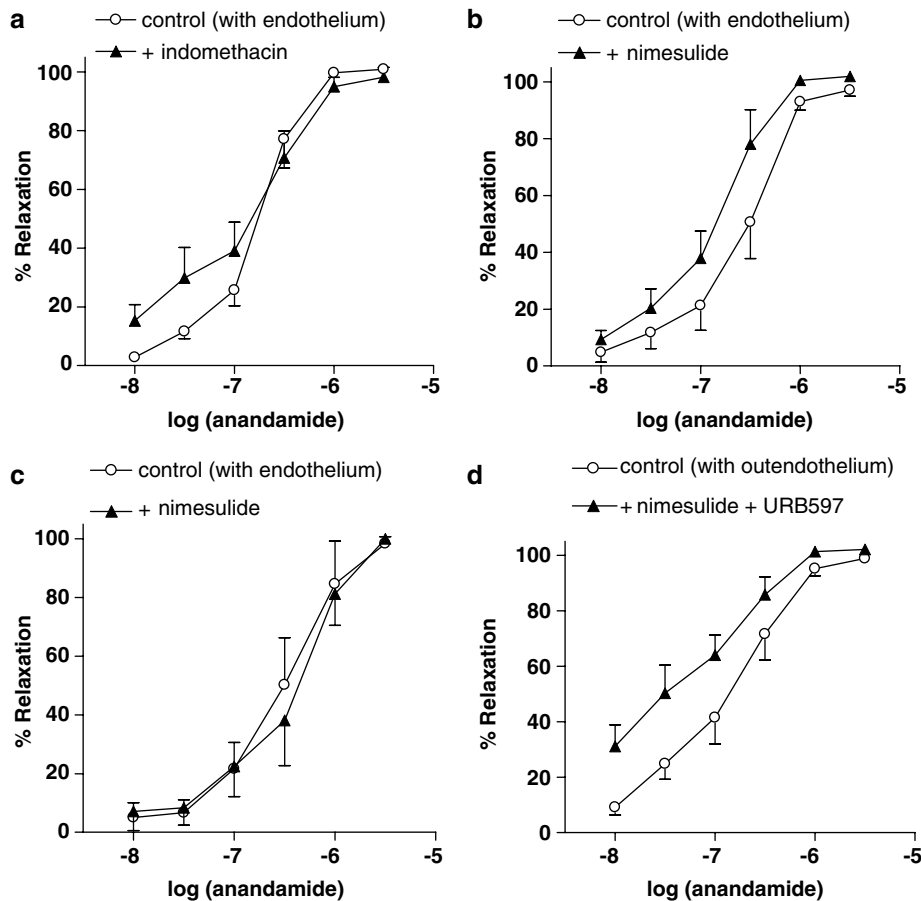 a
control (with endothelium)
+ indomethacin
100
80
60
40
20
0
% Relaxation
-8
-7
-6
-5
log (anandamide)
b
control (with endothelium)
+ nimesulide
100
80
60
40
20
0
% Relaxation
-8
-7
-6
-5
log (anandamide)
c
control (with endothelium)
+ nimesulide
100
80
60
40
20
0
% Relaxation
-8
-7
-6
-5
log (anandamide)
d
control (with outendothelium)
+ nimesulide + URB597
100
80
60
40
20
0
% Relaxation
-8
-7
-6
-5
log (anandamide)